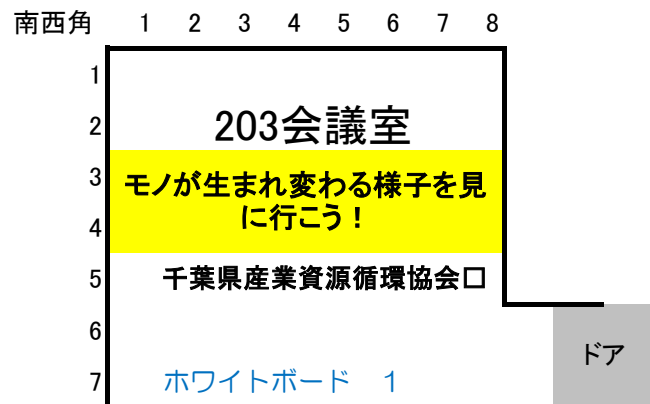 南西角 1 2 3 4 5 6 7 8
1
2 203会議室
3 モノが生まれ変わる様子を見
4 に行こう！
5 千葉県産業資源循環協会□
6
ドア
7 ホワイトボード 1